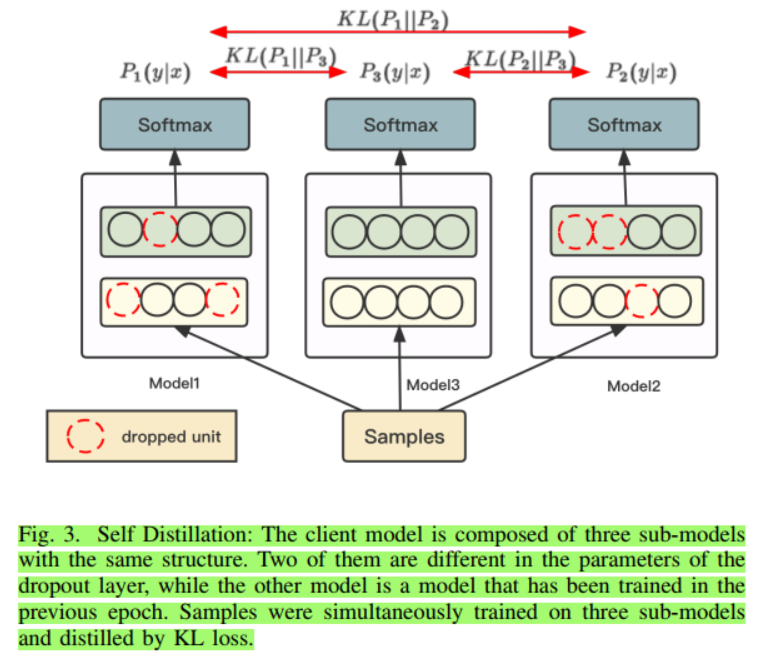 KL(P₁||P₂)
P₁(y|x) KL(P₁||P₃) P₃(y|x) KL(P₂||P₃) P₂(y|x)
Softmax Softmax Softmax
Model1 Model3 Model2
dropped unit Samples
Fig. 3. Self Distillation: The client model is composed of three sub-models
with the same structure. Two of them are different in the parameters of the
dropout layer, while the other model is a model that has been trained in the
previous epoch. Samples were simultaneously trained on three sub-models
and distilled by KL loss.